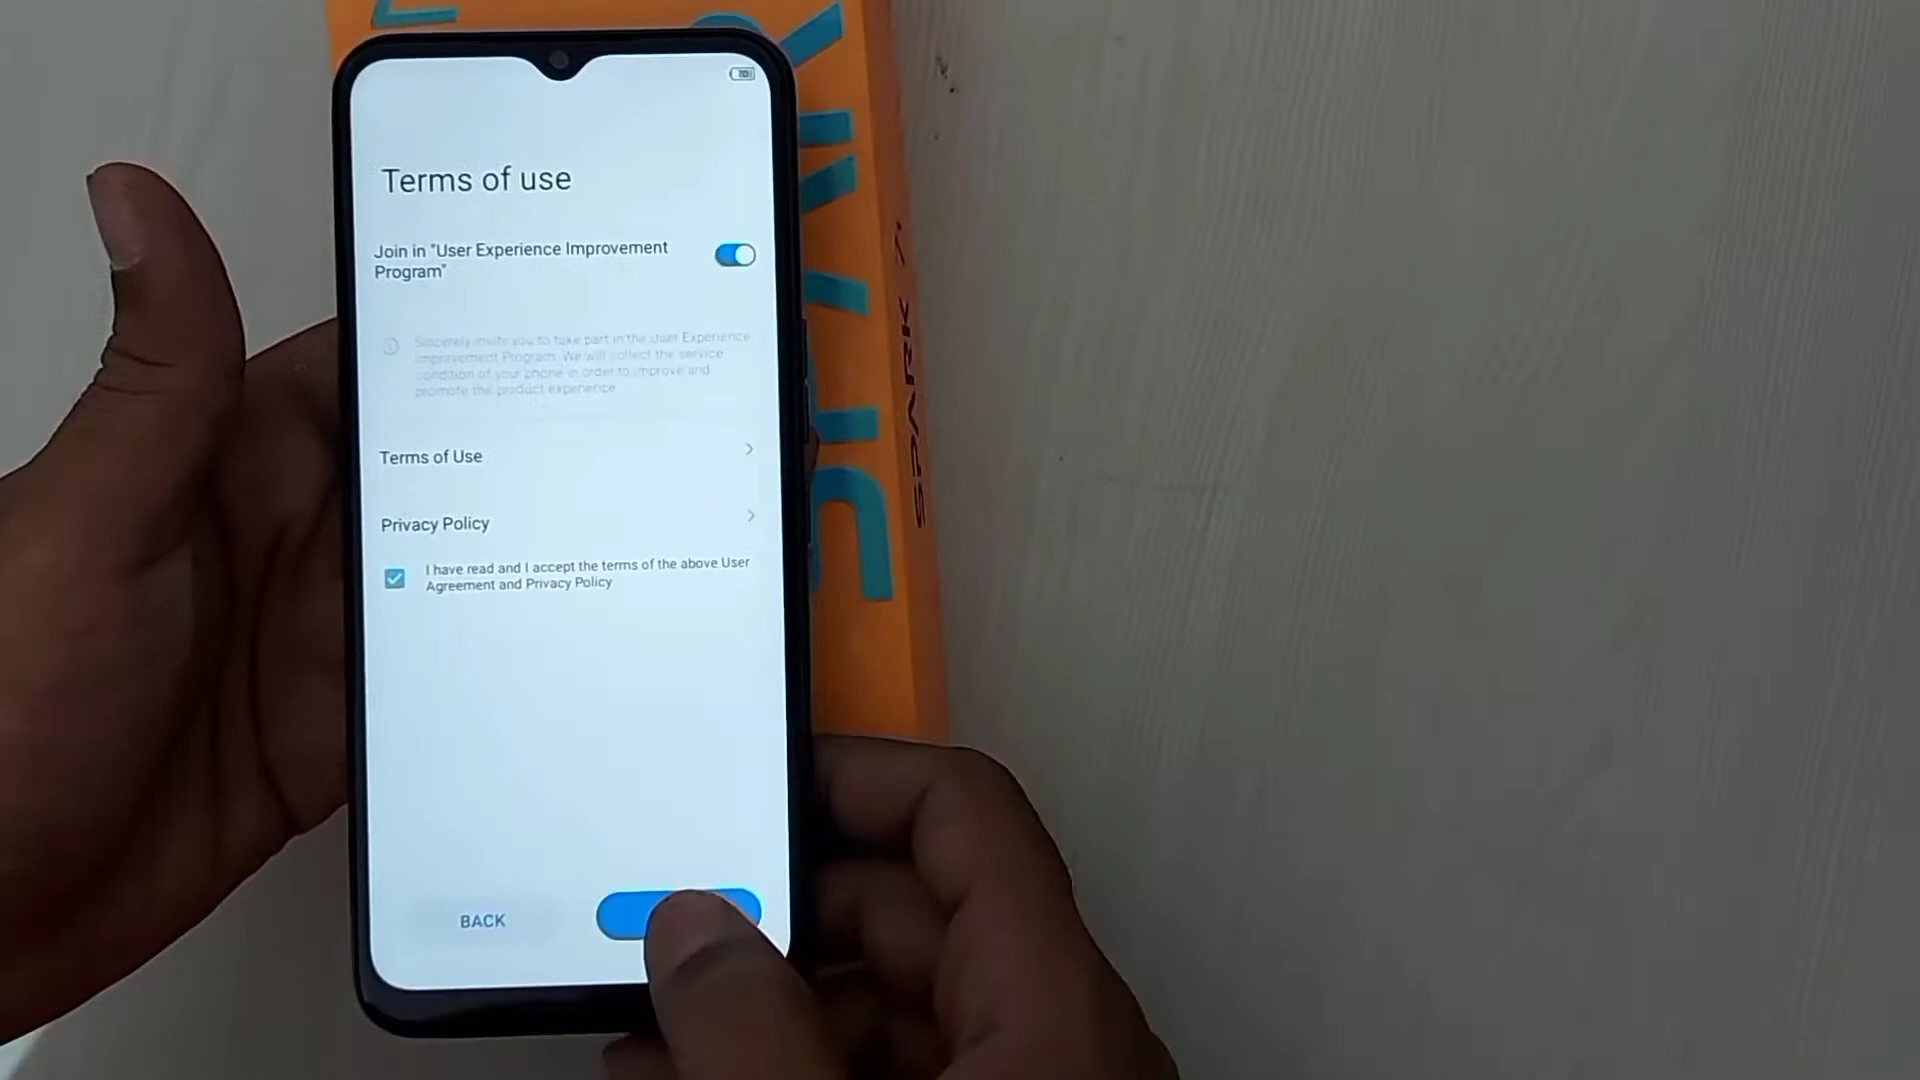 70
Terms of use
Join in "User Experience Improvement
Program"
Sincerely invite you to take part in the User Experience
Improvement Program. We will collect the service
condition of your phone in order to improve and
promote the product experience
Terms of Use
Privacy Policy
I have read and I accept the terms of the above User
Agreement and Privacy Policy
BACK
SPARK 7